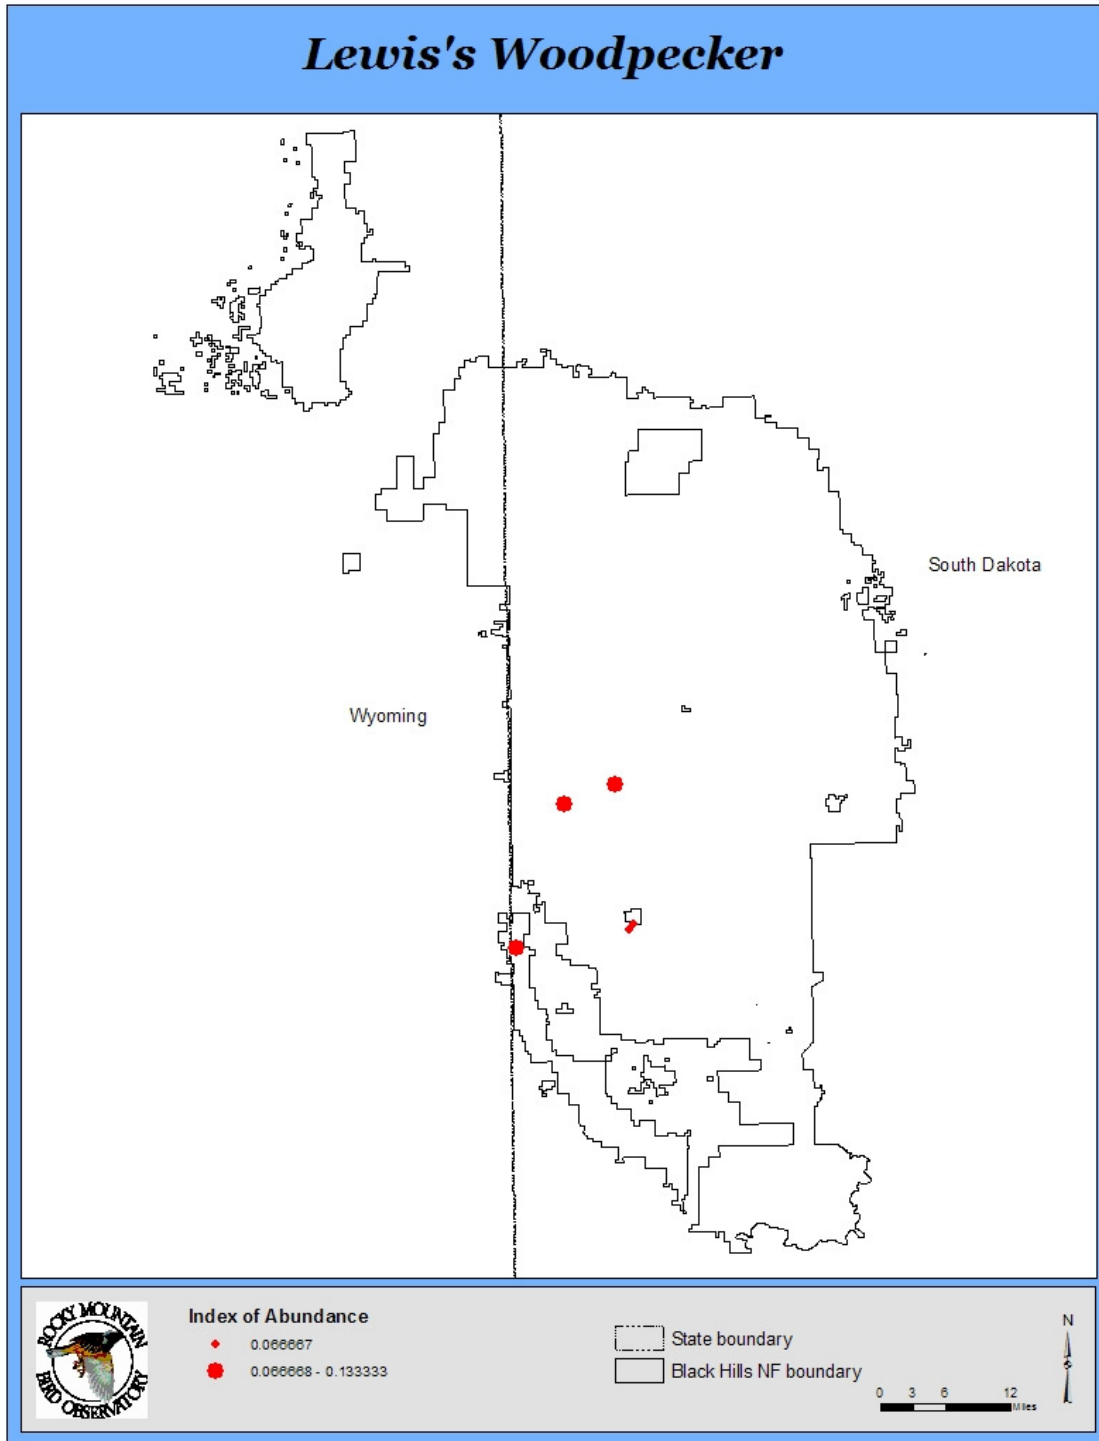 Lewis's Woodpecker
South Dakota
Wyoming
ROCKY MOUNTAIN
BIRD OBSERVATORY
Index of Abundance
0.066667
0.066668 - 0.133333
State boundary
Black Hills NF boundary
N
0 3 6 12
Miles